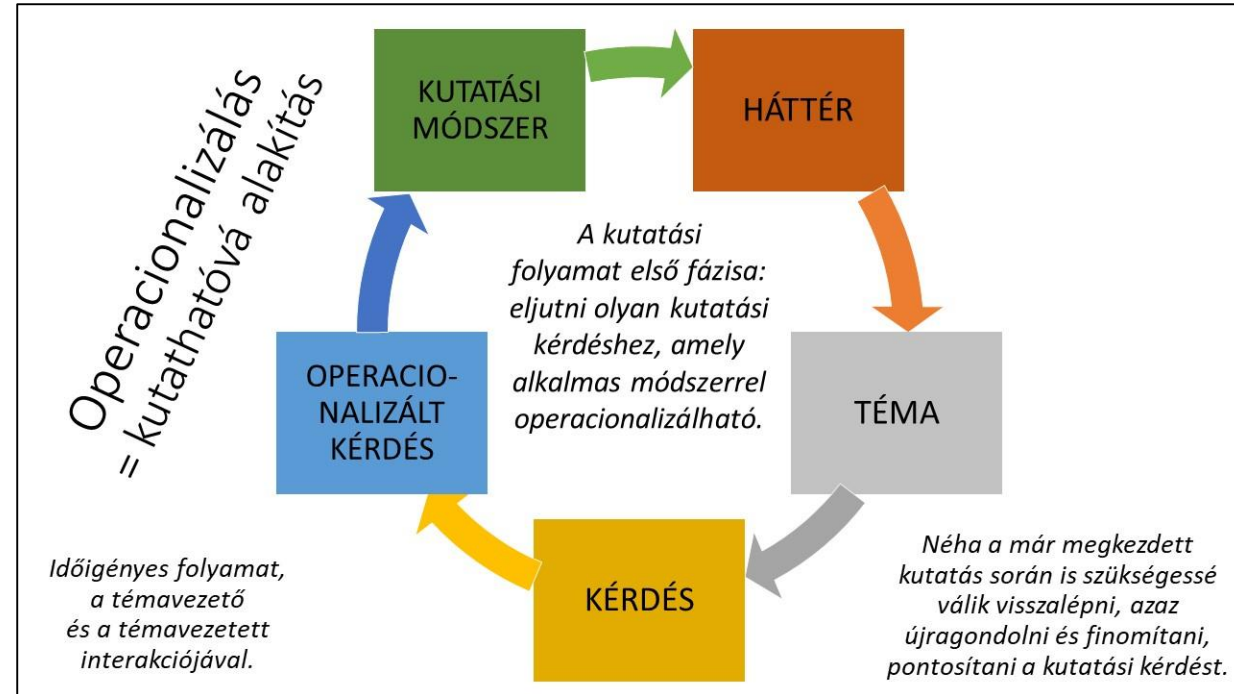 Operacionalizálás
= kutathatóvá alakítás
KUTATÁSI
MÓDSZER
HÁTTÉR
A kutatási
folyamat első fázisa:
eljutni olyan kutatási
kérdéshez, amely
alkalmas módszerrel
operacionalizálható.
OPERACIO-
NALIZÁLT
KÉRDÉS
TÉMA
KÉRDÉS
Időigényes folyamat,
a témavezető
és a témavezetett
interakciójával.
Néha a már megkezdett
kutatás során is szükségessé
válik visszalépni, azaz
újragondolni és finomítani,
pontosítani a kutatási kérdést.